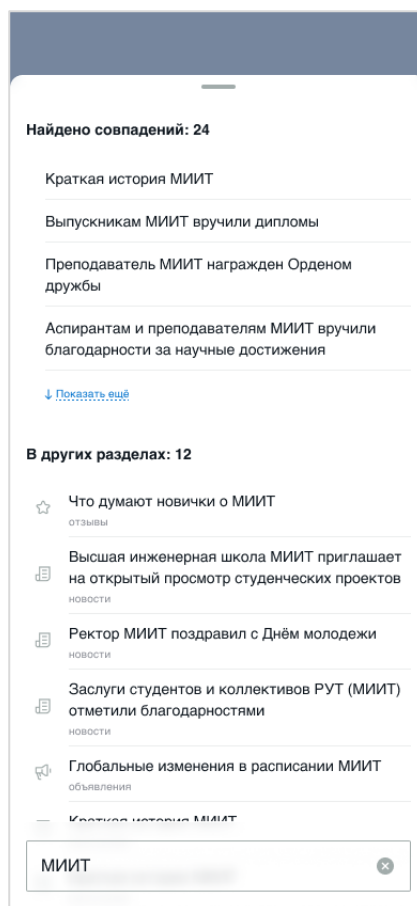 Найдено совпадений: 24
Краткая история МИИТ
Выпускникам МИИТ вручили дипломы
Преподаватель МИИТ награжден Орденом
дружбы
Аспирантам и преподавателям МИИТ вручили
благодарности за научные достижения
↓ Показать ещё
В других разделах: 12
Что думают новички о МИИТ
отзывы
Высшая инженерная школа МИИТ приглашает
на открытый просмотр студенческих проектов
новости
Ректор МИИТ поздравил с Днём молодежи
новости
Заслуги студентов и коллективов РУТ (МИИТ)
отметили благодарностями
новости
Глобальные изменения в расписании МИИТ
объявления
Краткая история МИИТ
МИИТ